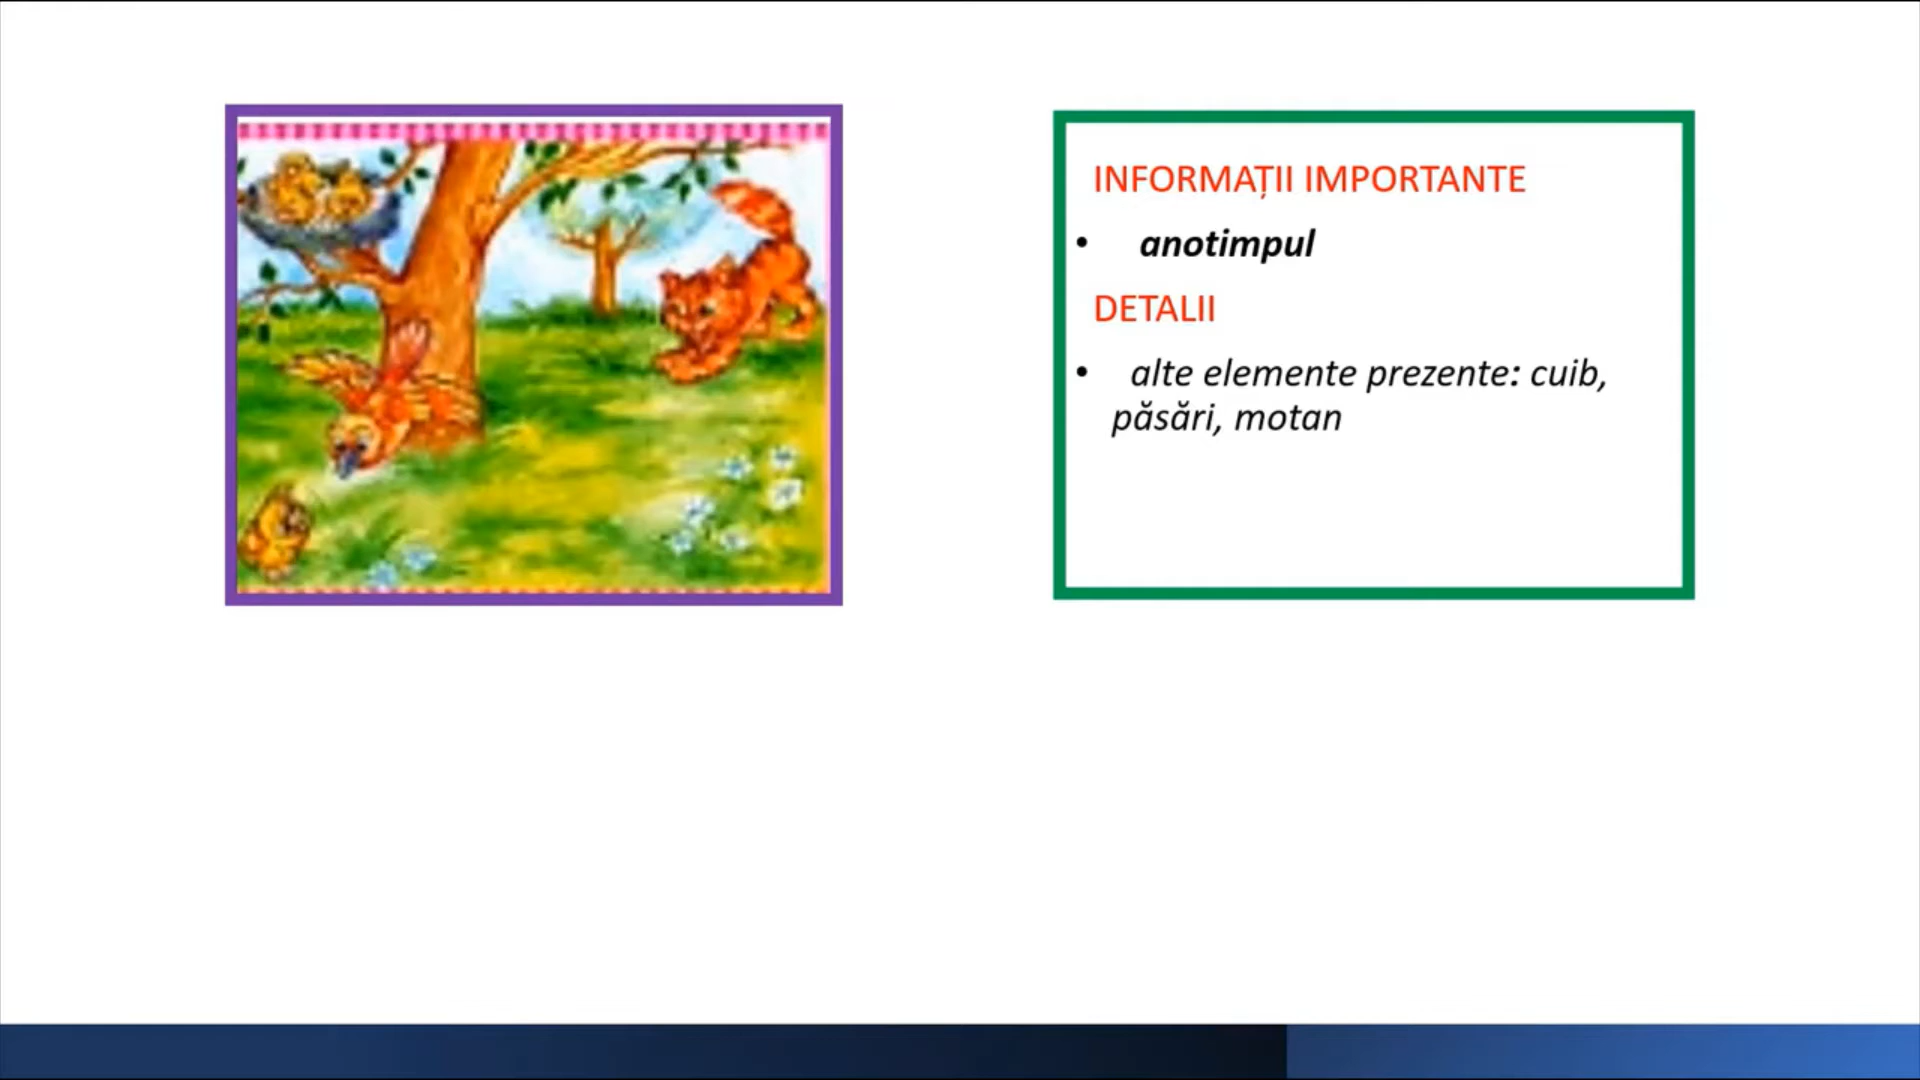 INFORMAȚII IMPORTANTE
• anotimpul
DETALII
• alte elemente prezente: cuib,
păsări, motan